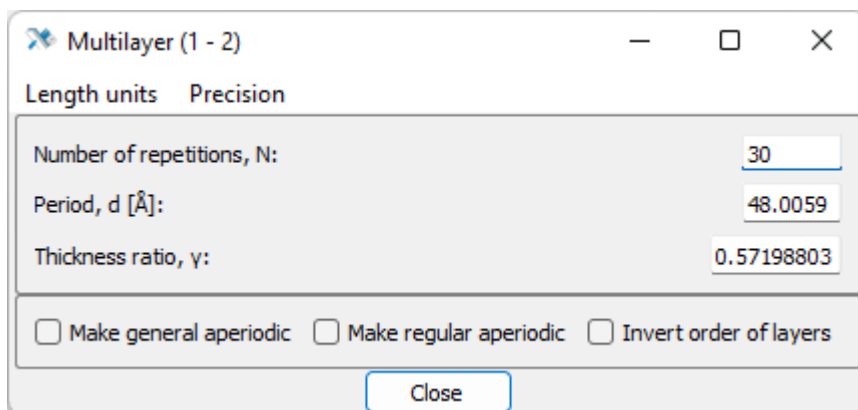 Multilayer (1 - 2)
Length units Precision
Number of repetitions, N: 30
Period, d [Å]: 48.0059
Thickness ratio, γ: 0.57198803
Make general aperiodic Make regular aperiodic Invert order of layers
Close